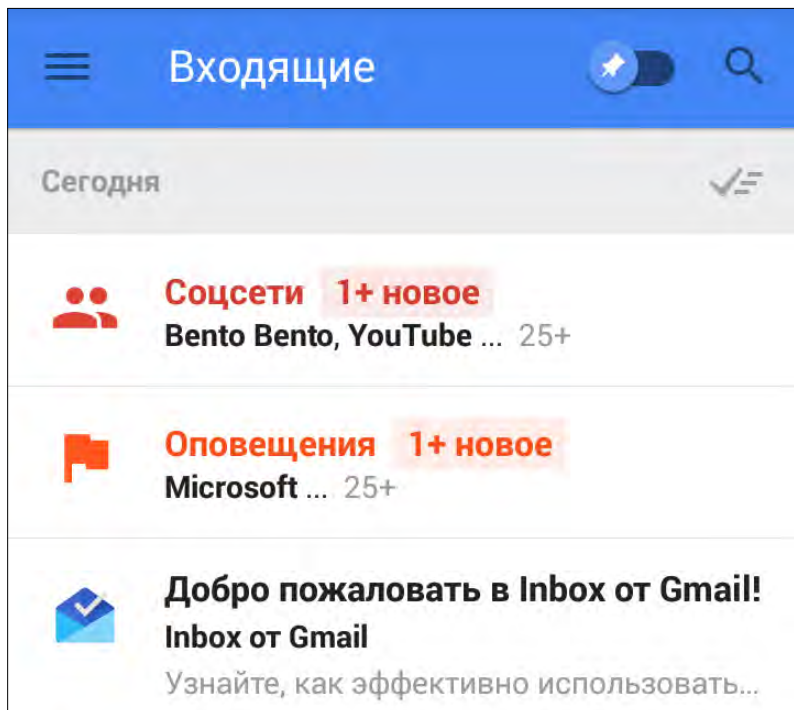 Входящие
Сегодня
Соцсети 1+ новое
Bento Bento, YouTube ... 25+
Оповещения 1+ новое
Microsoft ... 25+
Добро пожаловать в Inbox от Gmail!
Inbox от Gmail
Узнайте, как эффективно использовать...